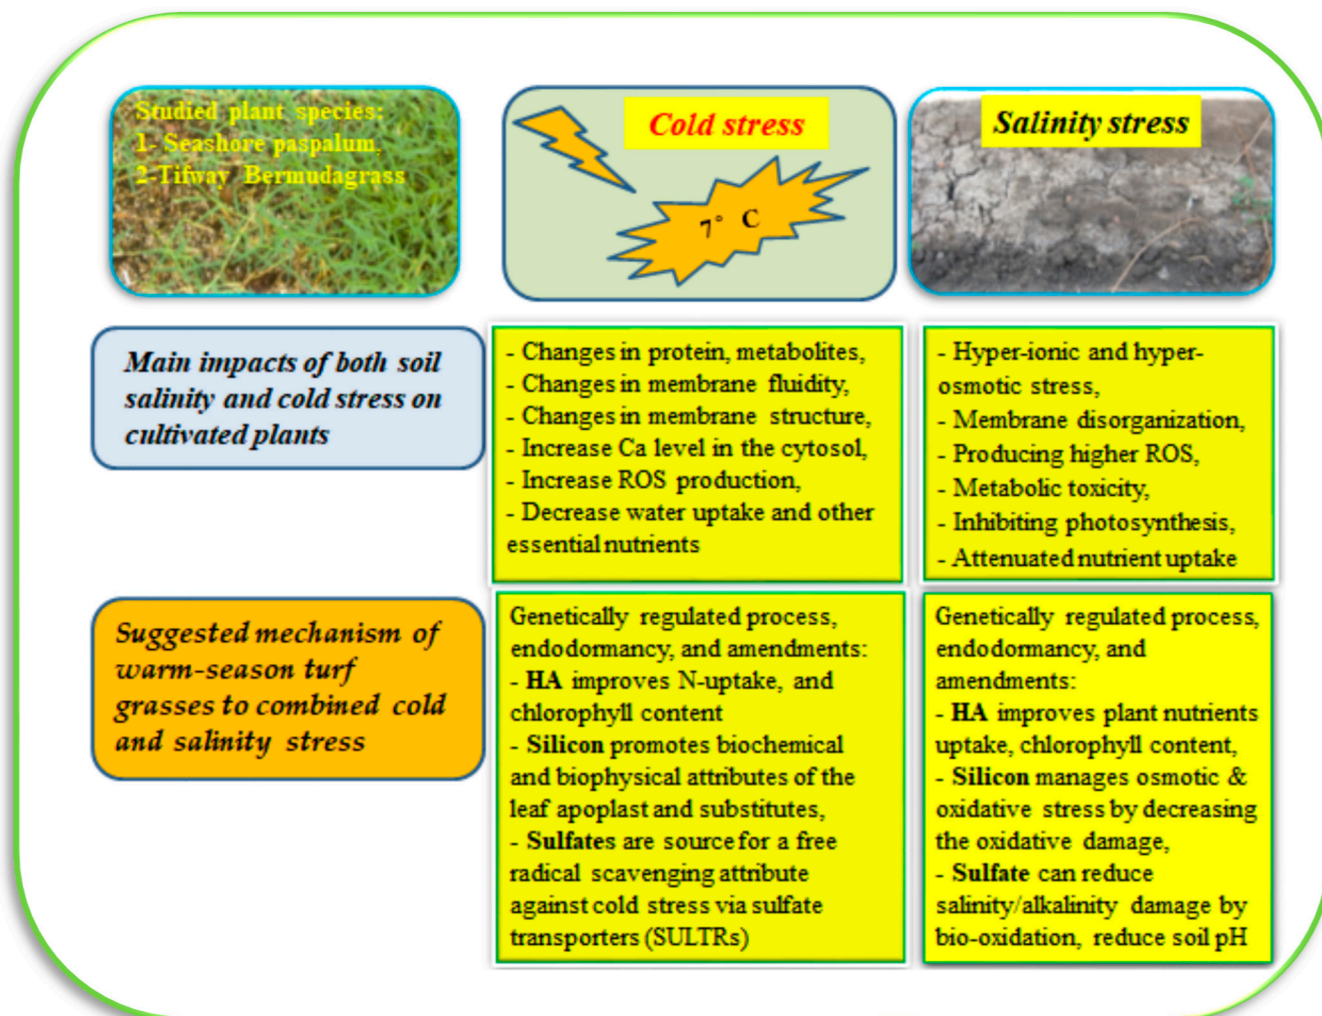 Studied plant species:
1- Seashore paspalum,
2-Tifway Bermudagrass
Cold stress
7° C
Salinity stress
Main impacts of both soil
salinity and cold stress on
cultivated plants
- Changes in protein, metabolites,
- Changes in membrane fluidity,
- Changes in membrane structure,
- Increase Ca level in the cytosol,
- Increase ROS production,
- Decrease water uptake and other
essential nutrients
- Hyper-ionic and hyper-
osmotic stress,
- Membrane disorganization,
- Producing higher ROS,
- Metabolic toxicity,
- Inhibiting photosynthesis,
- Attenuated nutrient uptake
Suggested mechanism of
warm-season turf
grasses to combined cold
and salinity stress
Genetically regulated process,
endodormancy, and amendments:
- HA improves N-uptake, and
chlorophyll content
- Silicon promotes biochemical
and biophysical attributes of the
leaf apoplast and substitutes,
- Sulfates are source for a free
radical scavenging attribute
against cold stress via sulfate
transporters (SULTRs)
Genetically regulated process,
endodormancy, and
amendments:
- HA improves plant nutrients
uptake, chlorophyll content,
- Silicon manages osmotic &
oxidative stress by decreasing
the oxidative damage,
- Sulfate can reduce
salinity/alkalinity damage by
bio-oxidation, reduce soil pH